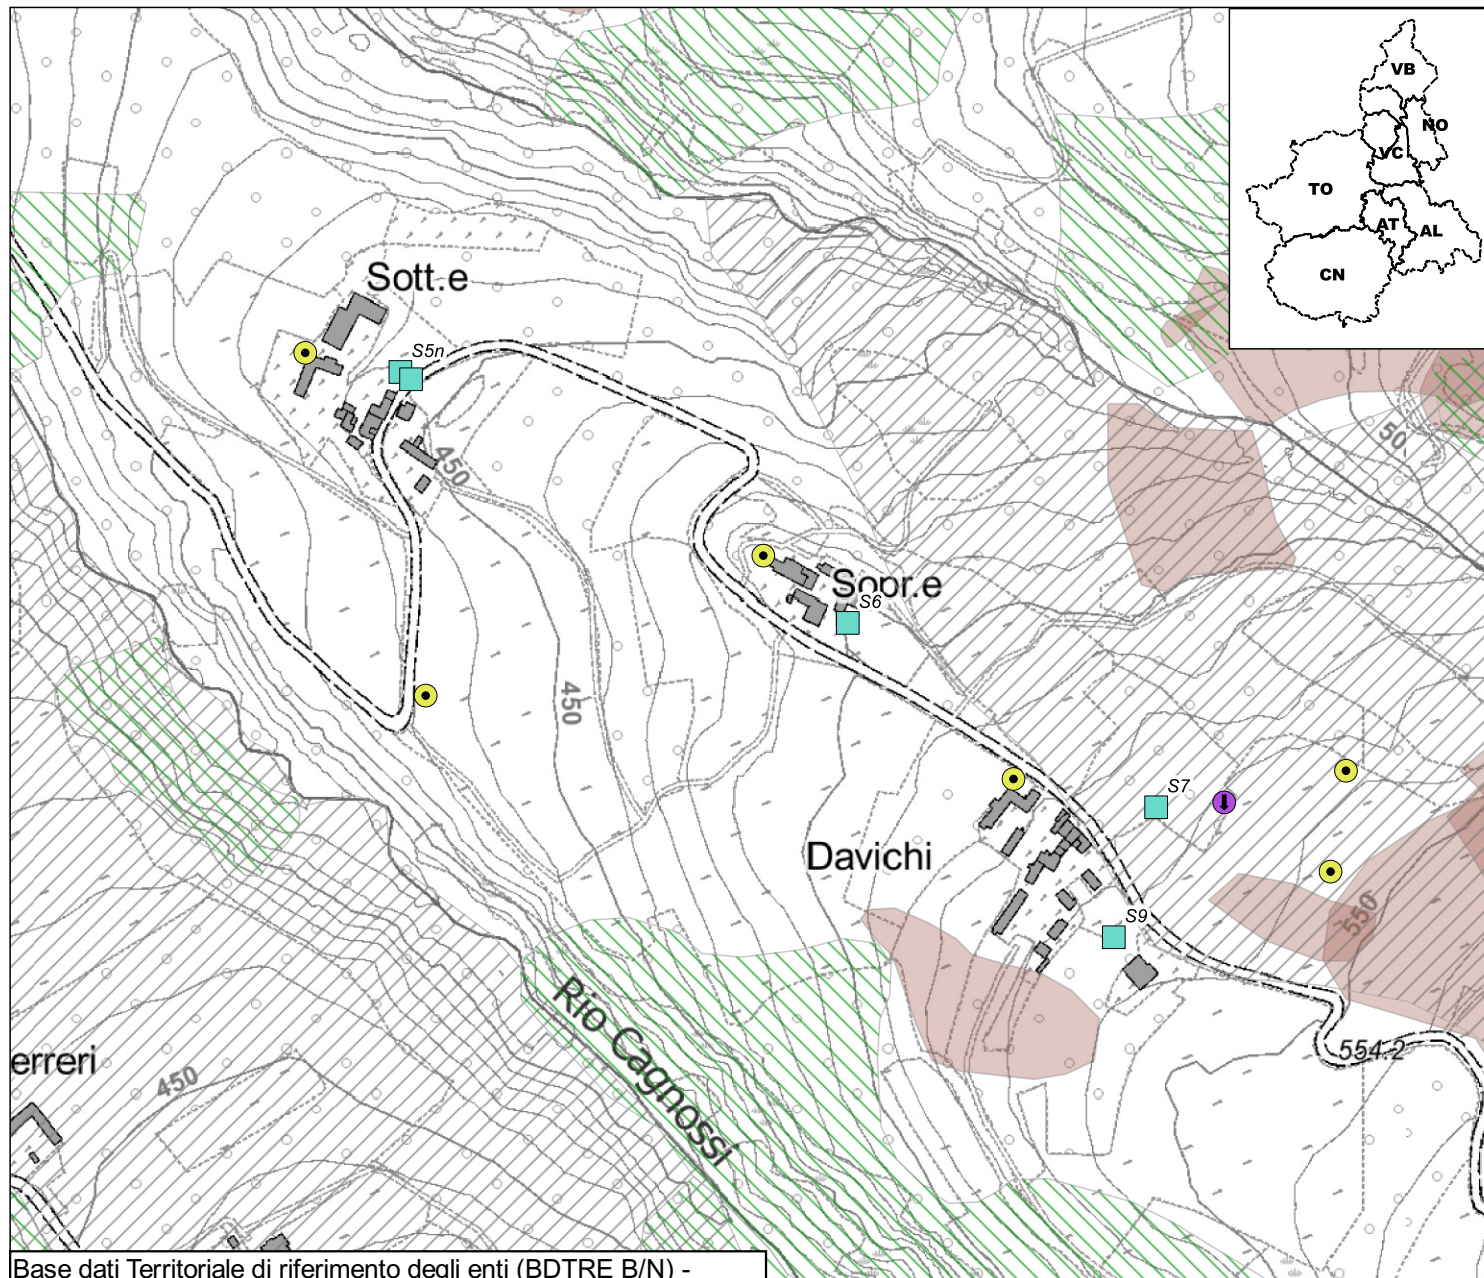 VB
NO
VC
TO
AT
AL
CN
Sott.e
S5n
450
50
Sopr.e
S6
450
S7
Davichi
S9
550
Rio Cagnossi
554.2
erreri
450
Base dati Territoriale di riferimento degli enti (BDTRE B/N) -